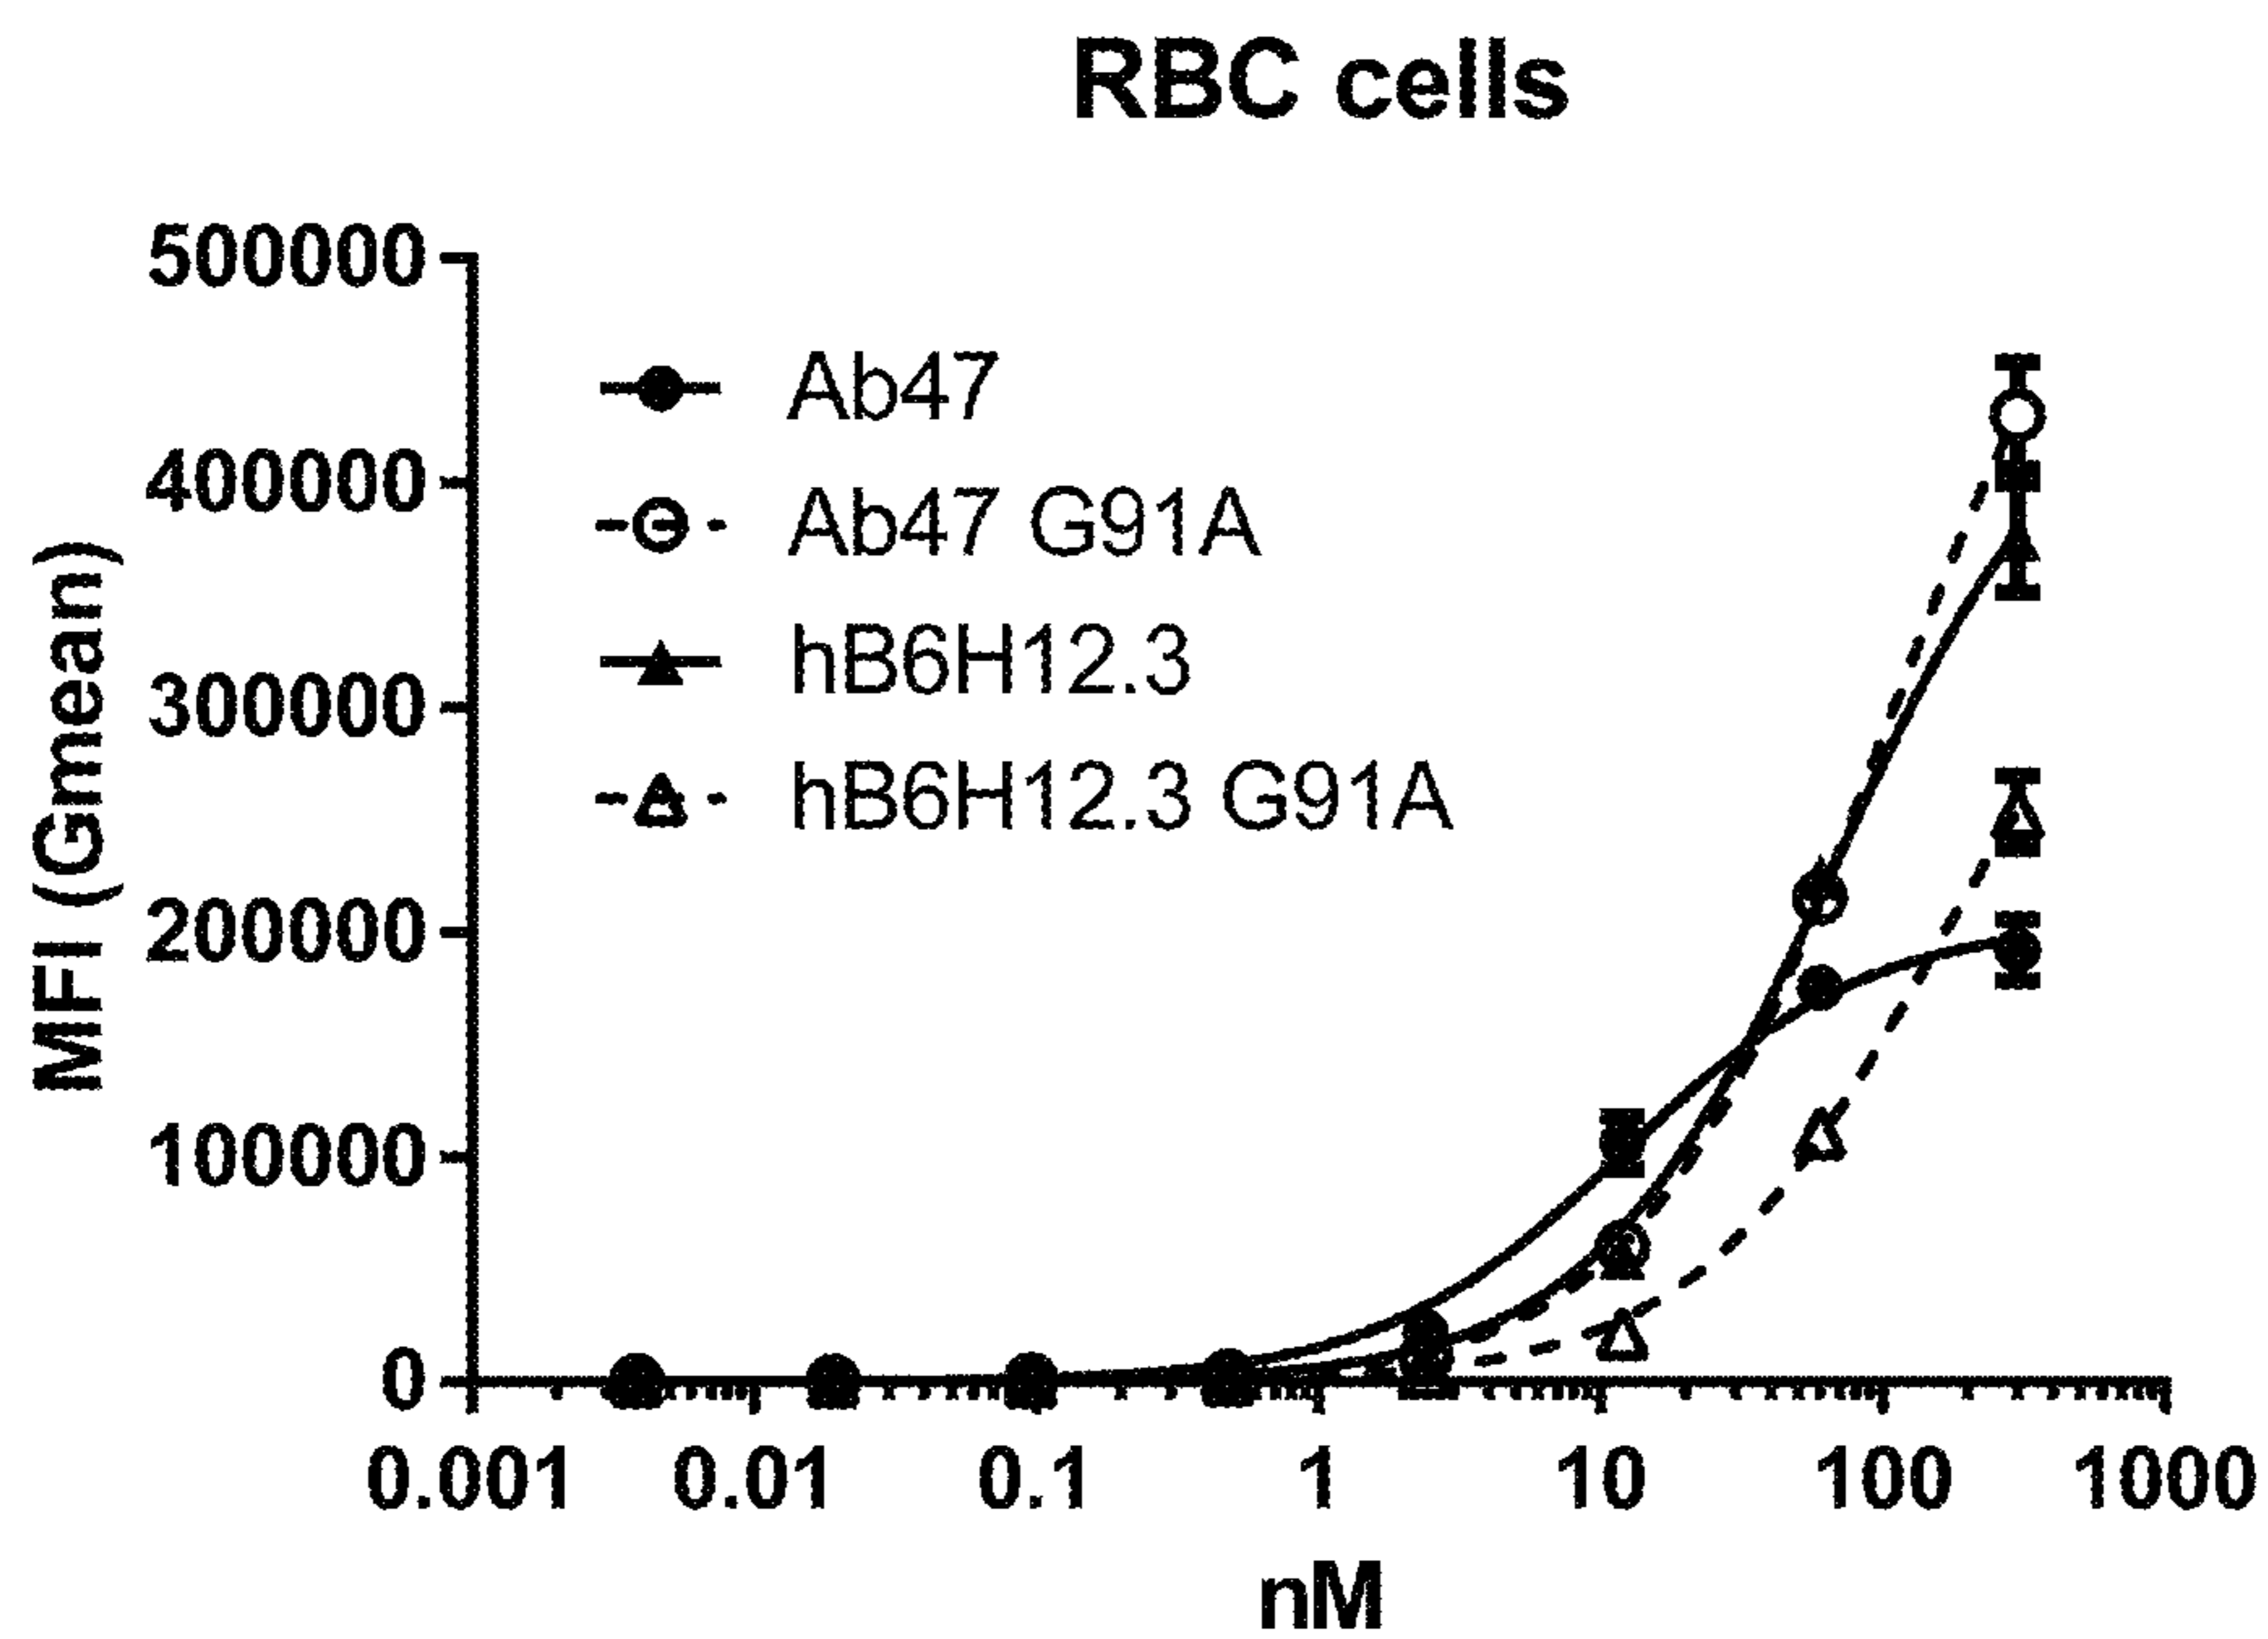 RBC cells
500000
400000
300000
200000
100000
0
MFI (Gmean)
Ab47
Ab47 G91A
hB6H12.3
hB6H12.3 G91A
0.001 0.01 0.1 1 10 100 1000
nM